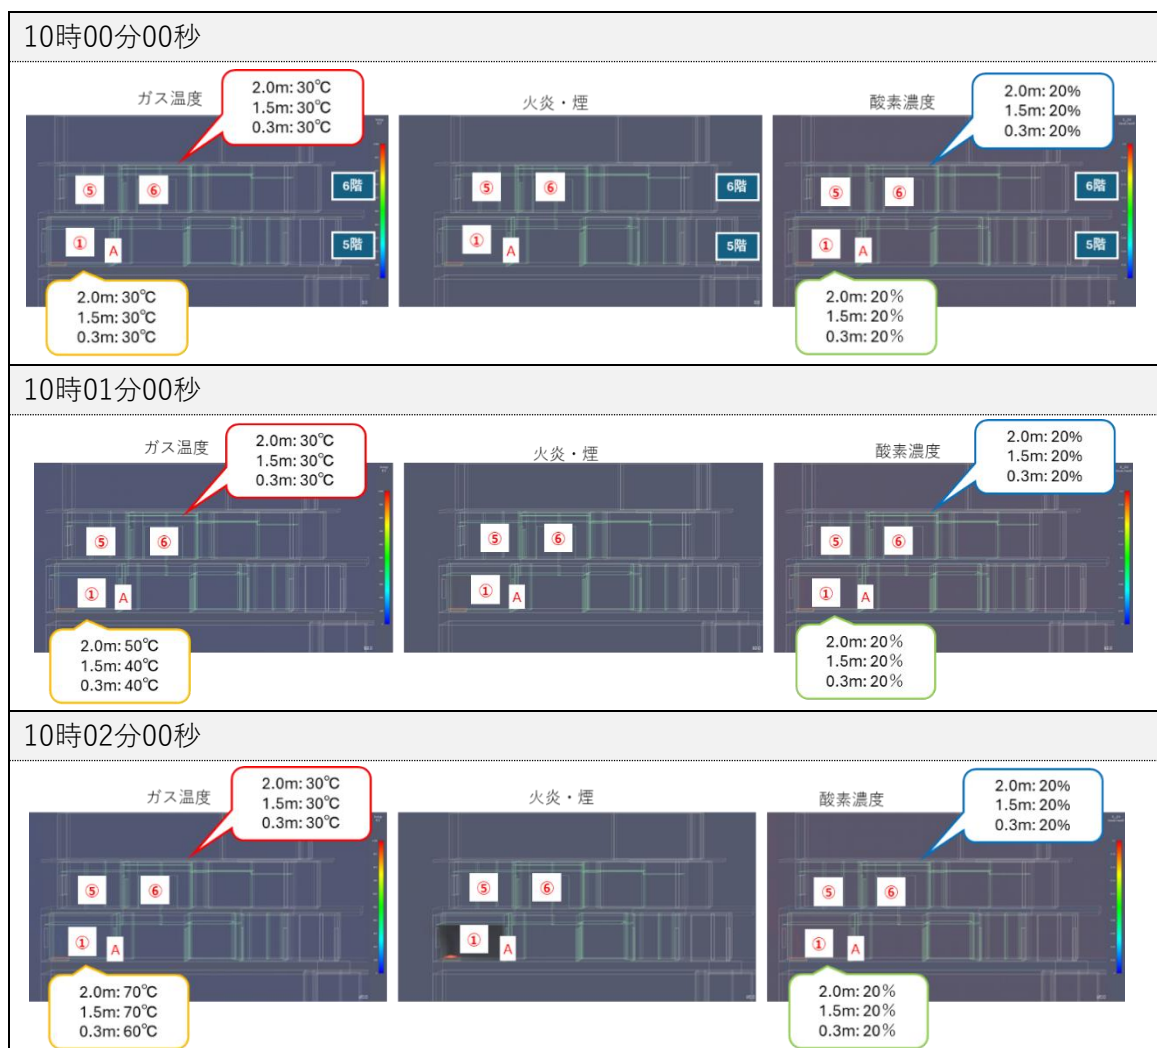 10時00分00秒
ガス温度
2.0m: 30℃
1.5m: 30℃
0.3m: 30℃
⑤
⑥
6階
①
A
5階
2.0m: 30℃
1.5m: 30℃
0.3m: 30℃
火炎・煙
⑤
⑥
6階
①
A
5階
酸素濃度
2.0m: 20%
1.5m: 20%
0.3m: 20%
⑤
⑥
6階
①
A
5階
2.0m: 20%
1.5m: 20%
0.3m: 20%
10時01分00秒
ガス温度
2.0m: 30℃
1.5m: 30℃
0.3m: 30℃
⑤
⑥
①
A
2.0m: 50℃
1.5m: 40℃
0.3m: 40℃
火炎・煙
⑤
⑥
①
A
酸素濃度
2.0m: 20%
1.5m: 20%
0.3m: 20%
⑤
⑥
①
A
2.0m: 20%
1.5m: 20%
0.3m: 20%
10時02分00秒
ガス温度
2.0m: 30℃
1.5m: 30℃
0.3m: 30℃
⑤
⑥
①
A
2.0m: 70℃
1.5m: 70℃
0.3m: 60℃
火炎・煙
⑤
⑥
①
A
酸素濃度
2.0m: 20%
1.5m: 20%
0.3m: 20%
⑤
⑥
①
A
2.0m: 20%
1.5m: 20%
0.3m: 20%